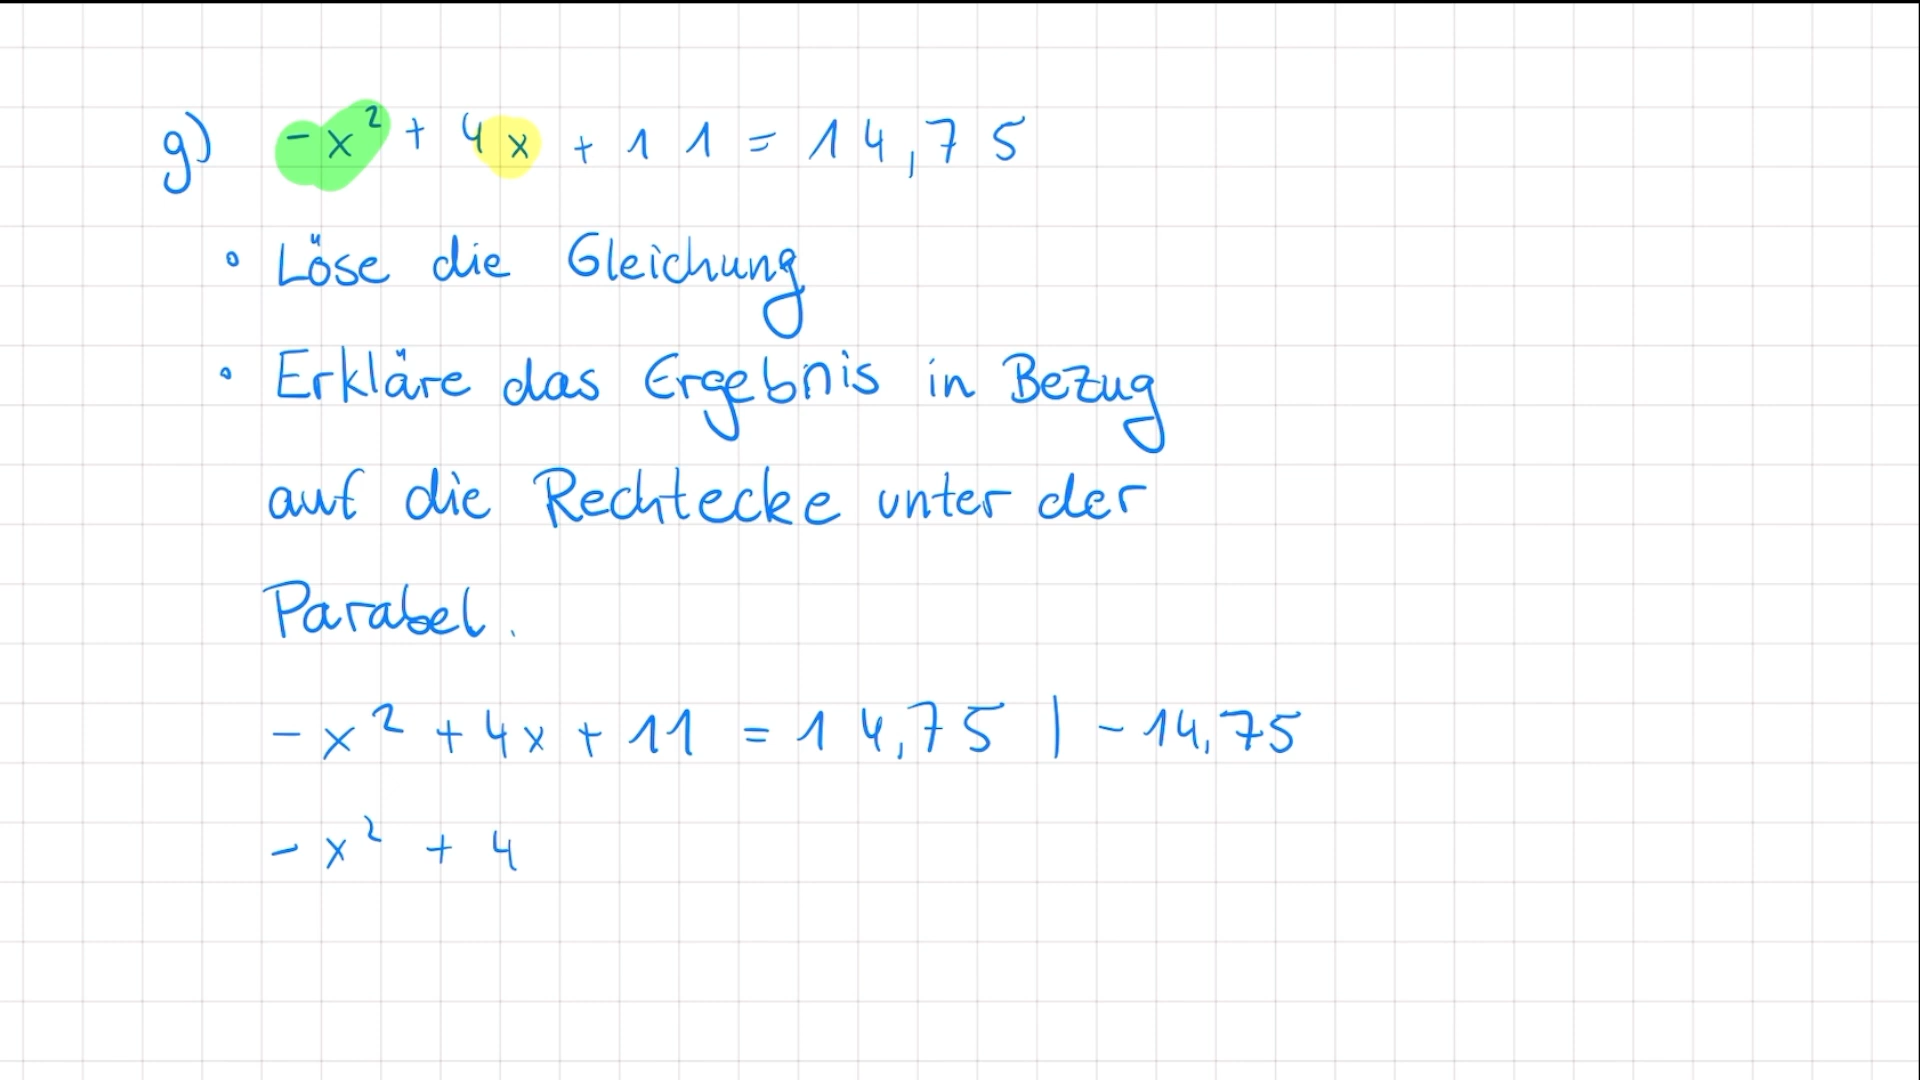 g) -x² + 4x + 11 = 14,75
◦ Löse die Gleichung
◦ Erkläre das Ergebnis in Bezug
auf die Rechtecke unter der
Parabel.
-x² + 4x + 11 = 14,75 | - 14,75
-x² + 4